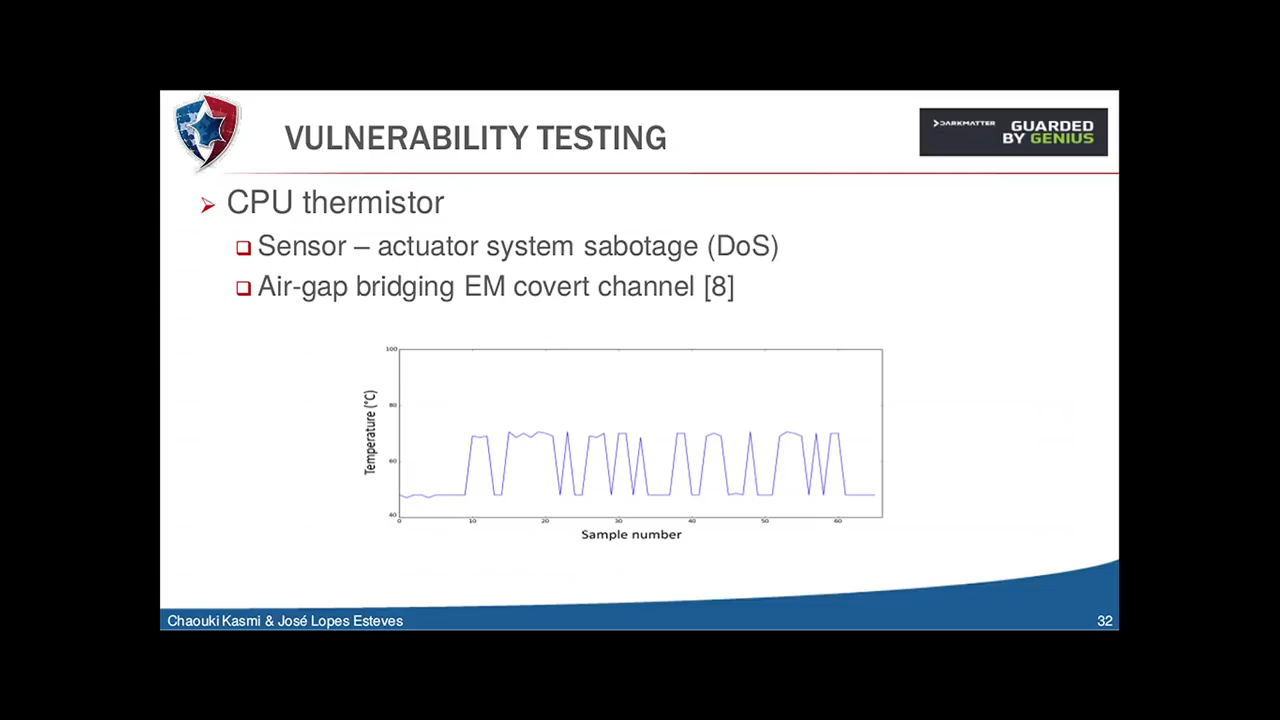 VULNERABILITY TESTING
DARKMATTER
GUARDED
BY GENIUS
CPU thermistor
Sensor – actuator system sabotage (DoS)
Air-gap bridging EM covert channel [8]
100
80
60
40
Temperature (°C)
0 10 20 30 40 50 60
Sample number
Chaouki Kasmi & José Lopes Esteves
32